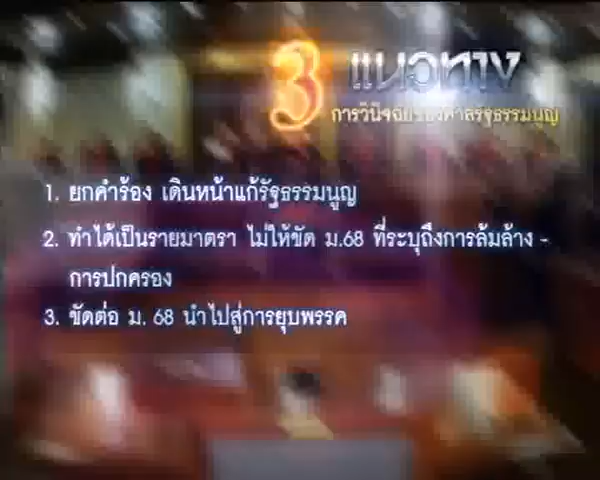 3 แนวทาง
การวินิจฉัยของศาลรัฐธรรมนูญ
1. ยกคำร้อง เดินหน้าแก้รัฐธรรมนูญ
2. ทำได้เป็นรายมาตรา ไม่ให้ขัด ม.68 ที่ระบุถึงการล้มล้าง -
การปกครอง
3. ขัดต่อ ม. 68 นำไปสู่การยุบพรรค